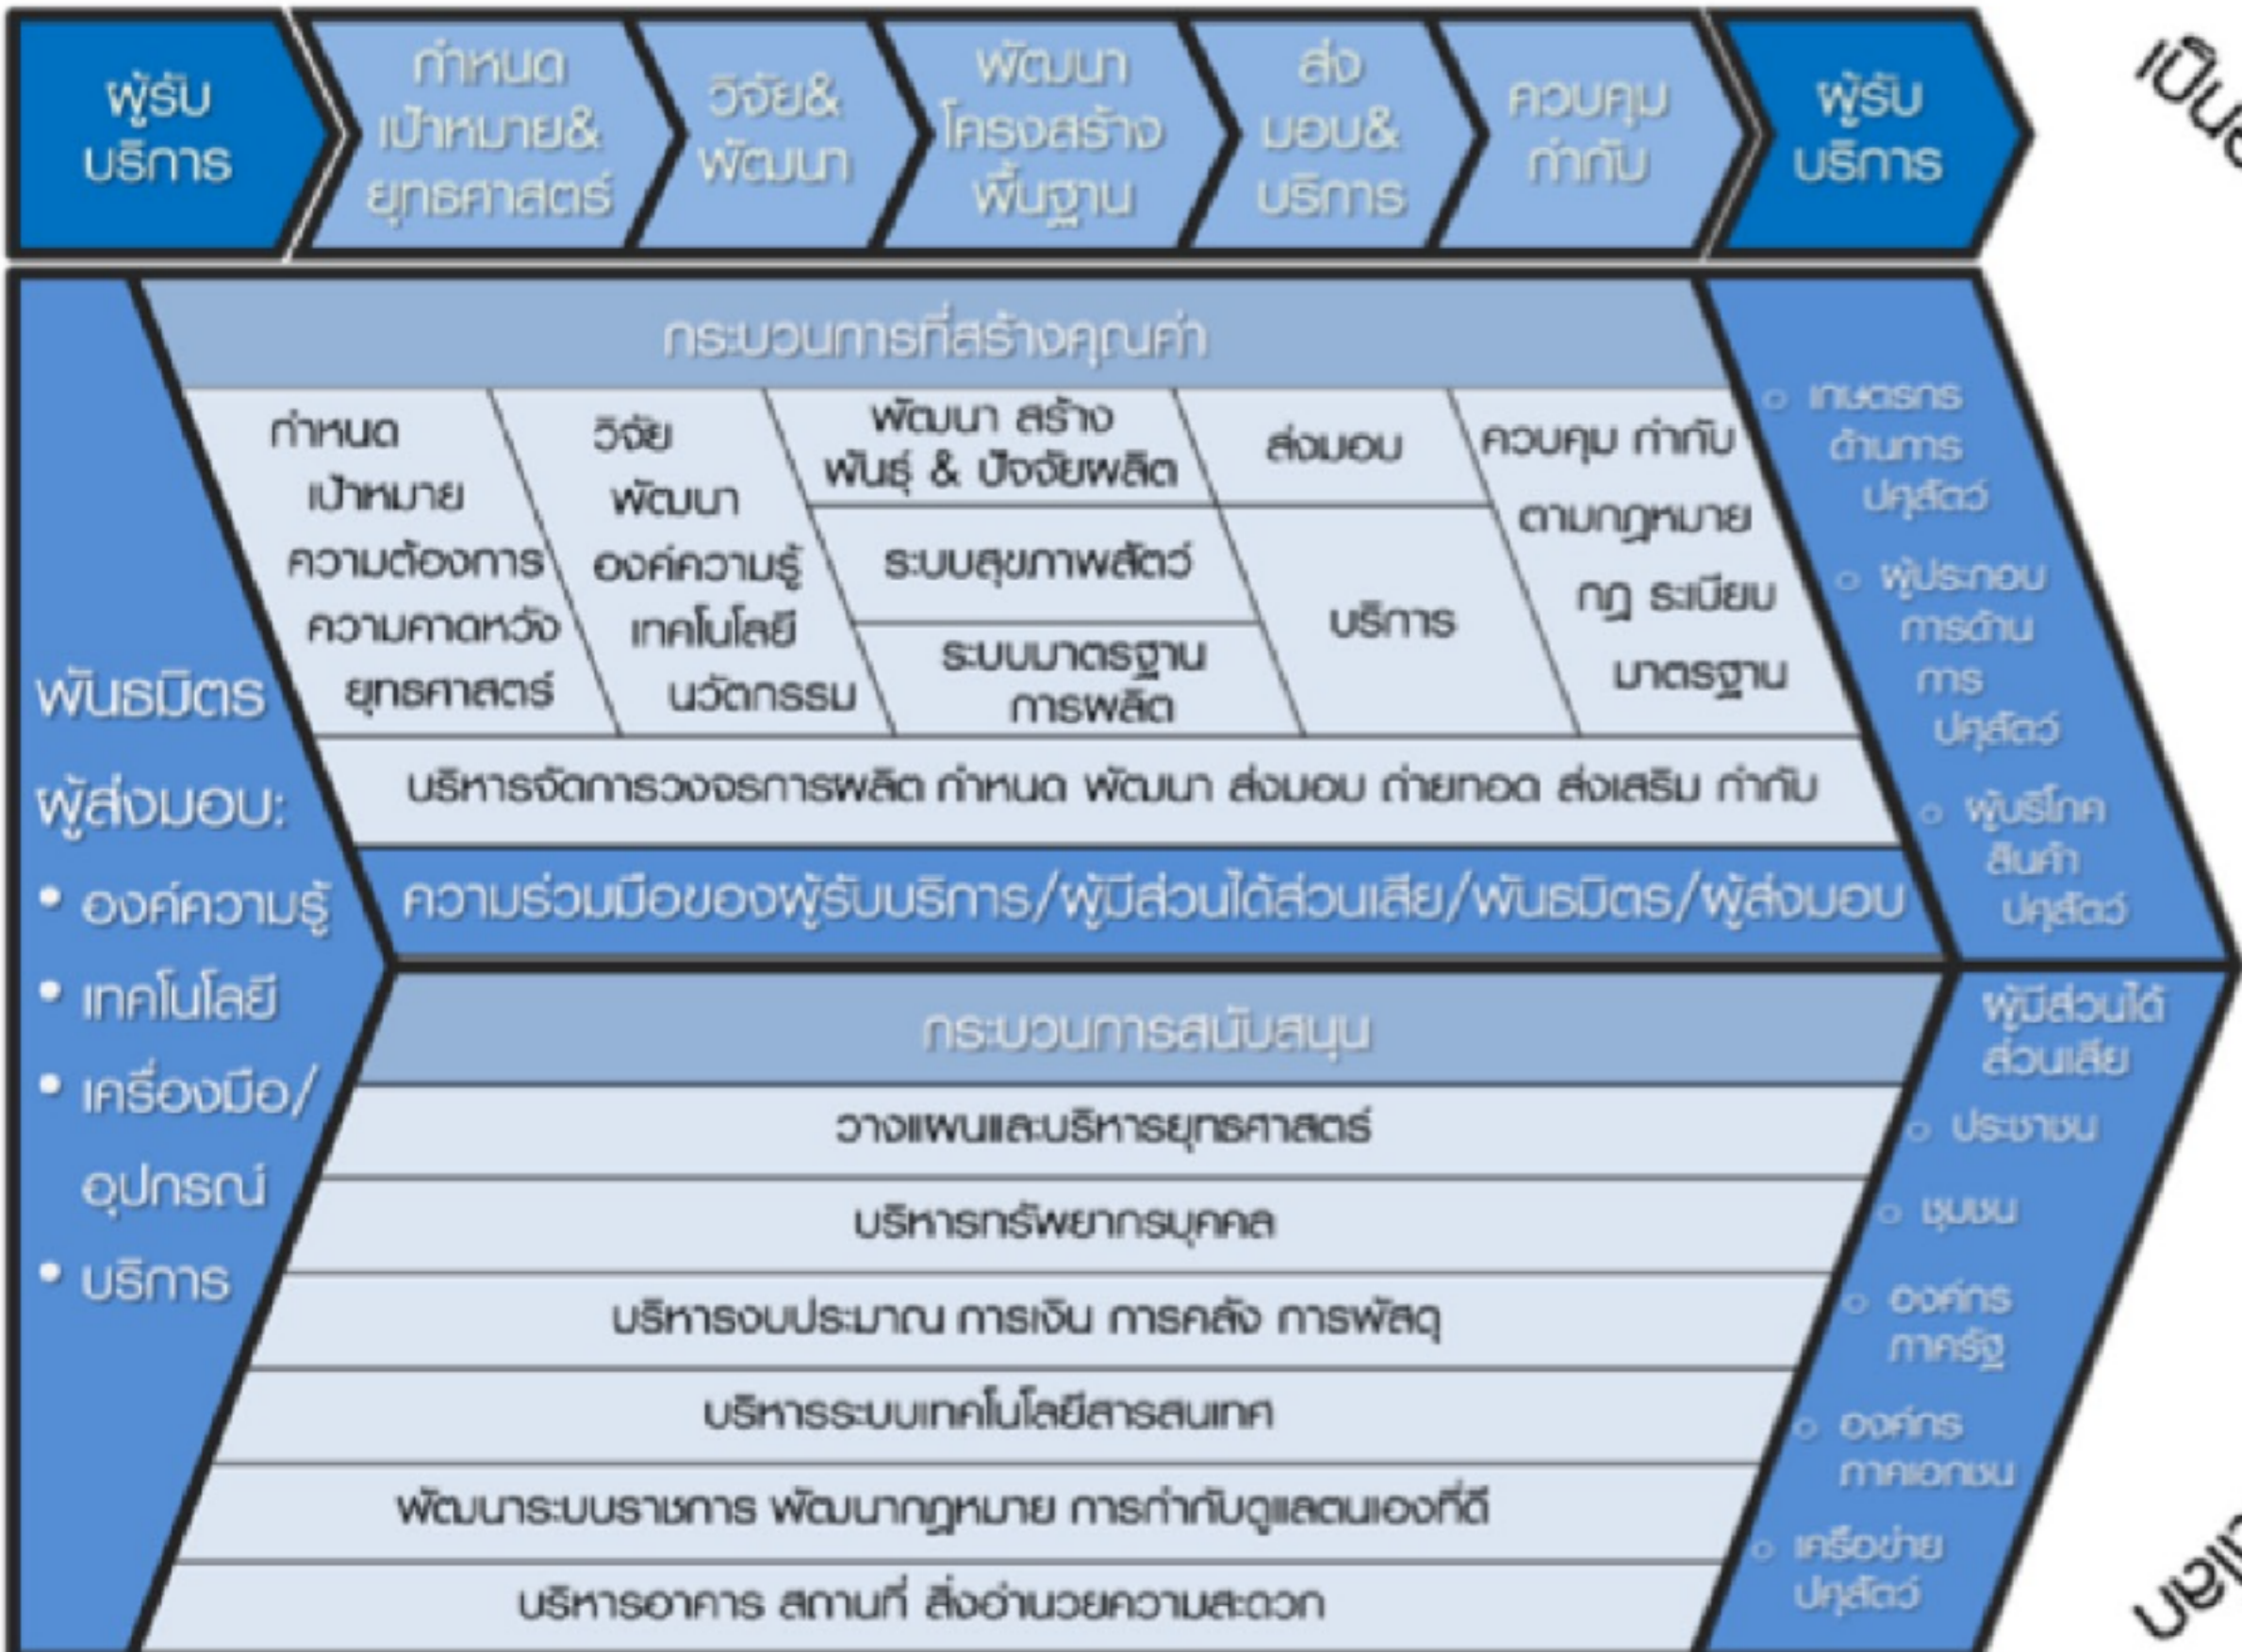 ผู้รับ
บริการ
กำหนด
เป้าหมาย&
ยุทธศาสตร์
วิจัย&
พัฒนา
พัฒนา
โครงสร้าง
พื้นฐาน
ส่ง
มอบ&
บริการ
ควบคุม
กำกับ
ผู้รับ
บริการ
พันธมิตร
ผู้ส่งมอบ:
• องค์ความรู้
• เทคโนโลยี
• เครื่องมือ/
อุปกรณ์
• บริการ
กระบวนการที่สร้างคุณค่า
กำหนด
เป้าหมาย
ความต้องการ
ความคาดหวัง
ยุทธศาสตร์
วิจัย
พัฒนา
องค์ความรู้
เทคโนโลยี
นวัตกรรม
พัฒนา สร้าง
พันธุ์ & ปัจจัยผลิต
ระบบสุขภาพสัตว์
ระบบมาตรฐาน
การผลิต
ส่งมอบ
บริการ
ควบคุม กำกับ
ตามกฎหมาย
กฎ ระเบียบ
มาตรฐาน
บริหารจัดการวงจรการผลิต กำหนด พัฒนา ส่งมอบ ถ่ายทอด ส่งเสริม กำกับ
ความร่วมมือของผู้รับบริการ/ผู้มีส่วนได้ส่วนเสีย/พันธมิตร/ผู้ส่งมอบ
กระบวนการสนับสนุน
วางแผนและบริหารยุทธศาสตร์
บริหารทรัพยากรบุคคล
บริหารงบประมาณ การเงิน การคลัง การพัสดุ
บริหารระบบเทคโนโลยีสารสนเทศ
พัฒนาระบบราชการ พัฒนากฎหมาย การกำกับดูแลตนเองที่ดี
บริหารอาคาร สถานที่ สิ่งอำนวยความสะดวก
o เกษตรกร
ด้านการ
ปศุสัตว์
o ผู้ประกอบ
การด้าน
การ
ปศุสัตว์
o ผู้บริโภค
สินค้า
ปศุสัตว์
ผู้มีส่วนได้
ส่วนเสีย
o ประชาชน
o ชุมชน
o องค์กร
ภาครัฐ
o องค์กร
ภาคเอกชน
o เครือข่าย
ปศุสัตว์